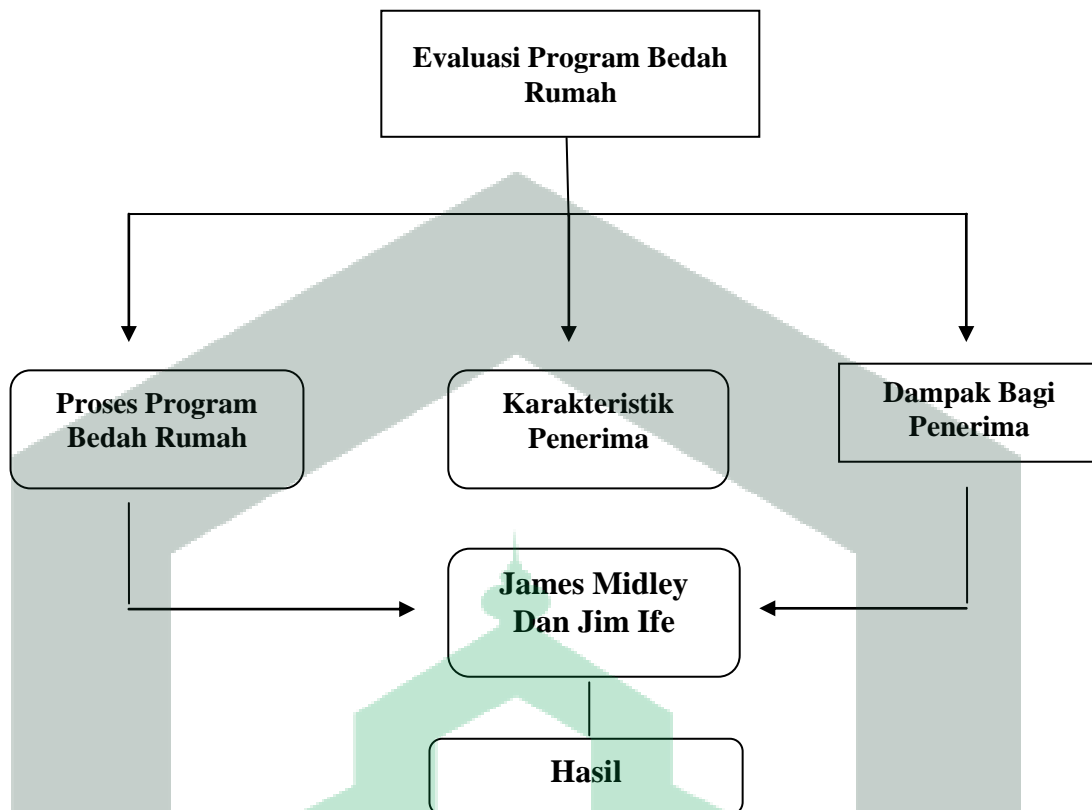 Evaluasi Program Bedah
Rumah
Proses Program
Bedah Rumah
Karakteristik
Penerima
Dampak Bagi
Penerima
James Midley
Dan Jim Ife
Hasil